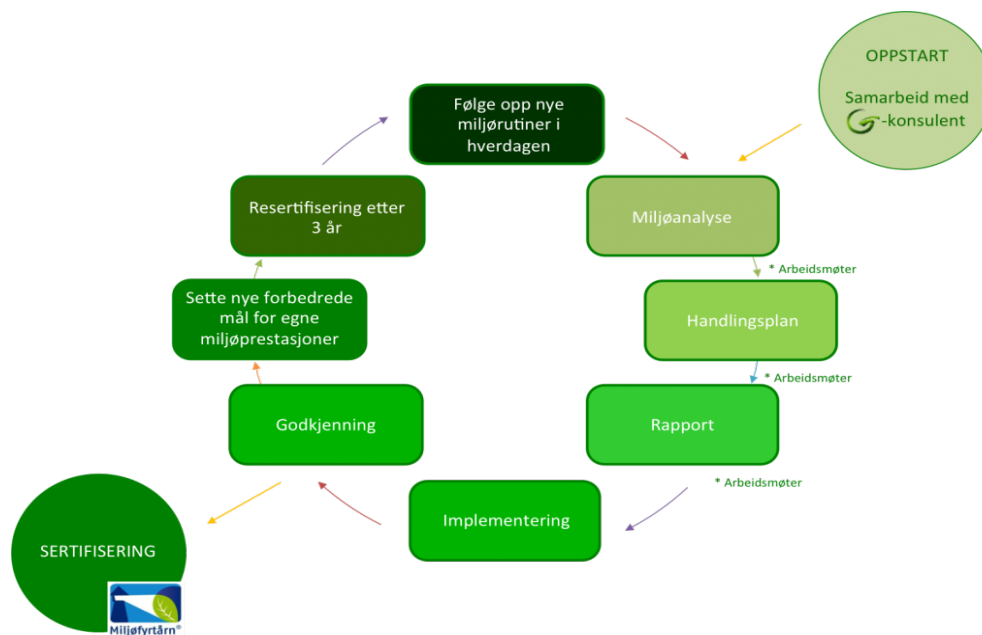 OPPSTART
Samarbeid med
-konsulent
Følge opp nye
miljørutiner i
hverdagen
Miljøanalyse
* Arbeidsmøter
Handlingsplan
* Arbeidsmøter
Rapport
* Arbeidsmøter
Implementering
Godkjenning
Sette nye forbedrede
mål for egne
miljøprestasjoner
Resertifisering etter
3 år
SERTIFISERING
Miljøfyrtårn®